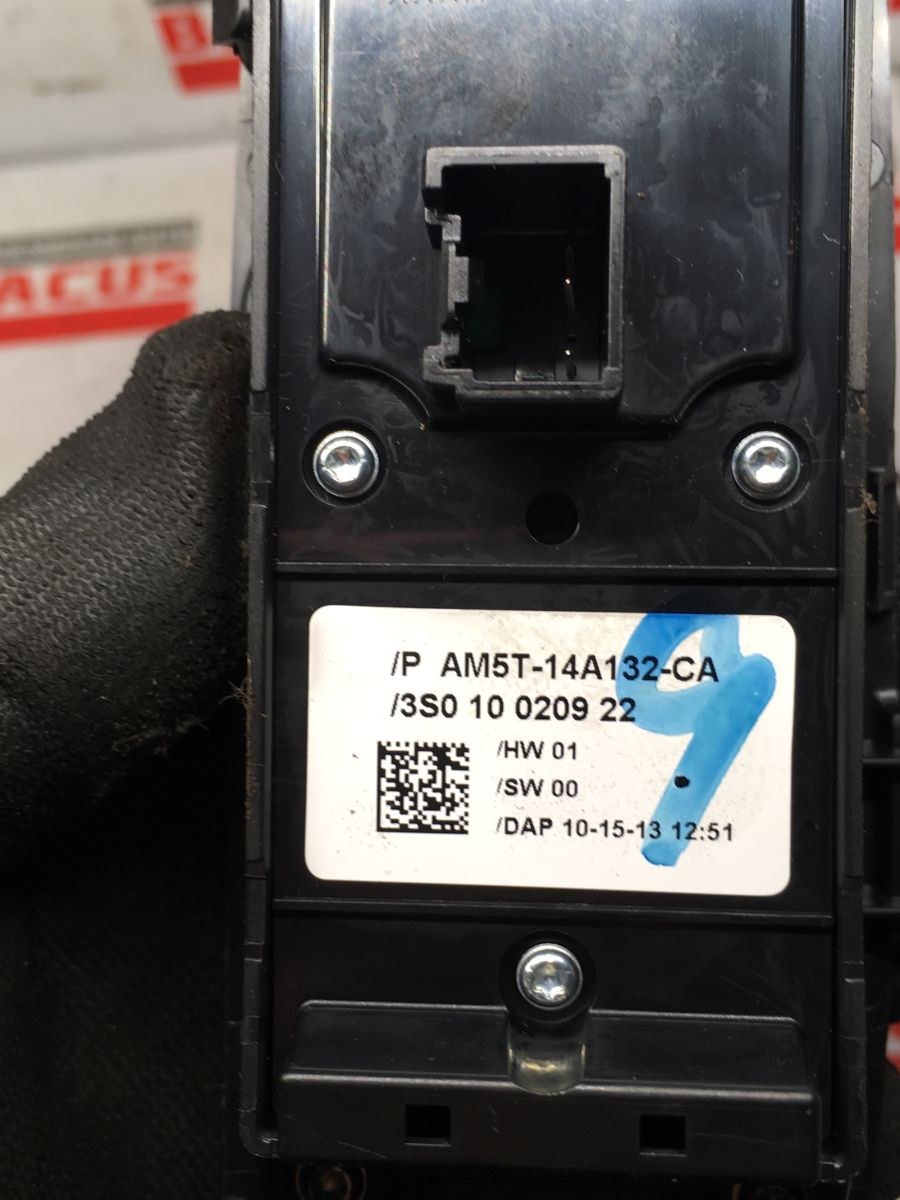 /P AM5T-14A132-CA
/3S0 10 0209 22
/HW 01
/SW 00
/DAP 10-15-13 12:51
9
ACUS